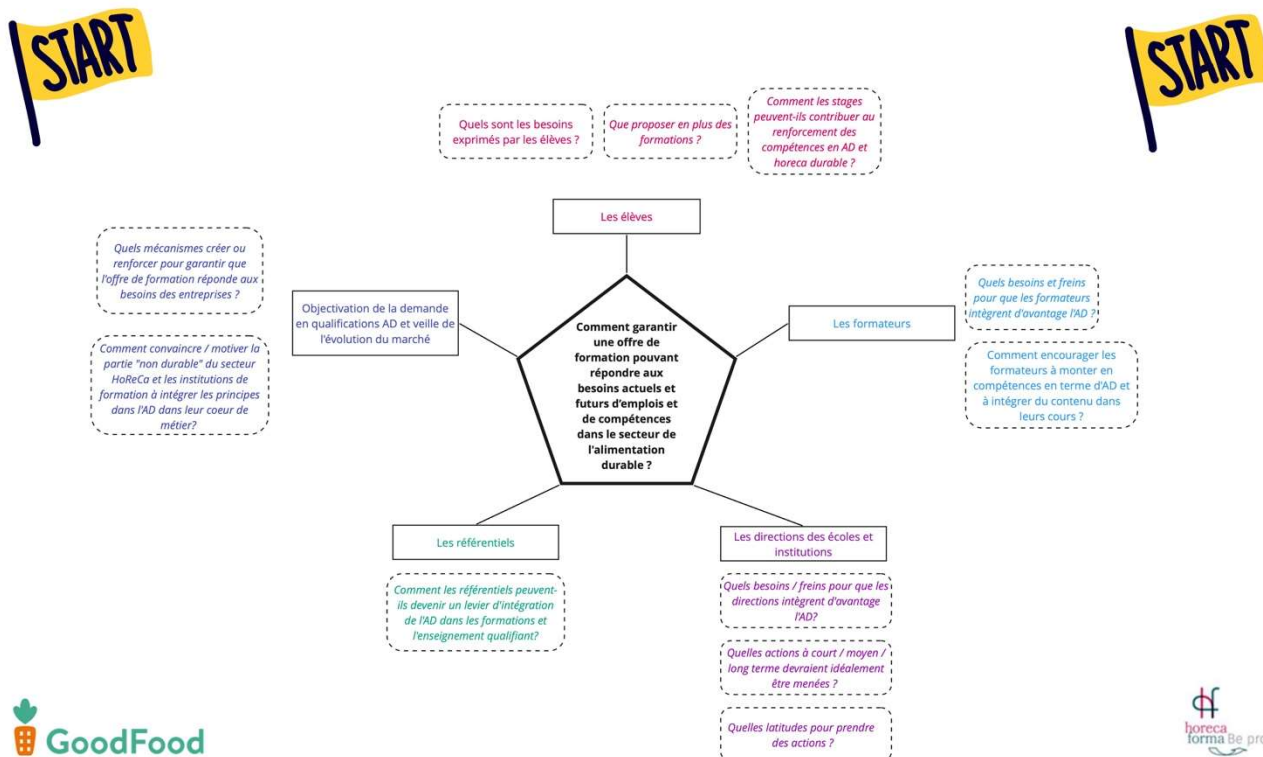 START
START
Quels sont les besoins
exprimés par les élèves ?
Que proposer en plus des
formations ?
Comment les stages
peuvent-ils contribuer au
renforcement des
compétences en AD et
horeca durable ?
Les élèves
Quels mécanismes créer ou
renforcer pour garantir que
l'offre de formation réponde aux
besoins des entreprises ?
Comment convaincre / motiver la
partie "non durable" du secteur
HoReCa et les institutions de
formation à intégrer les principes
dans l'AD dans leur coeur de
métier?
Objectivation de la demande
en qualifications AD et veille de
l'évolution du marché
Comment garantir
une offre de
formation pouvant
répondre aux
besoins actuels et
futurs d'emplois et
de compétences
dans le secteur de
l'alimentation
durable ?
Les formateurs
Quels besoins et freins
pour que les formateurs
intègrent d'avantage l'AD ?
Comment encourager les
formateurs à monter en
compétences en terme d'AD et
à intégrer du contenu dans
leurs cours ?
Les référentiels
Comment les référentiels peuvent-
ils devenir un levier d'intégration
de l'AD dans les formations et
l'enseignement qualifiant?
Les directions des écoles et
institutions
Quels besoins / freins pour que les
directions intègrent d'avantage
l'AD?
Quelles actions à court / moyen /
long terme devraient idéalement
être menées ?
Quelles latitudes pour prendre
des actions ?
GoodFood
horeca
forma Be pro